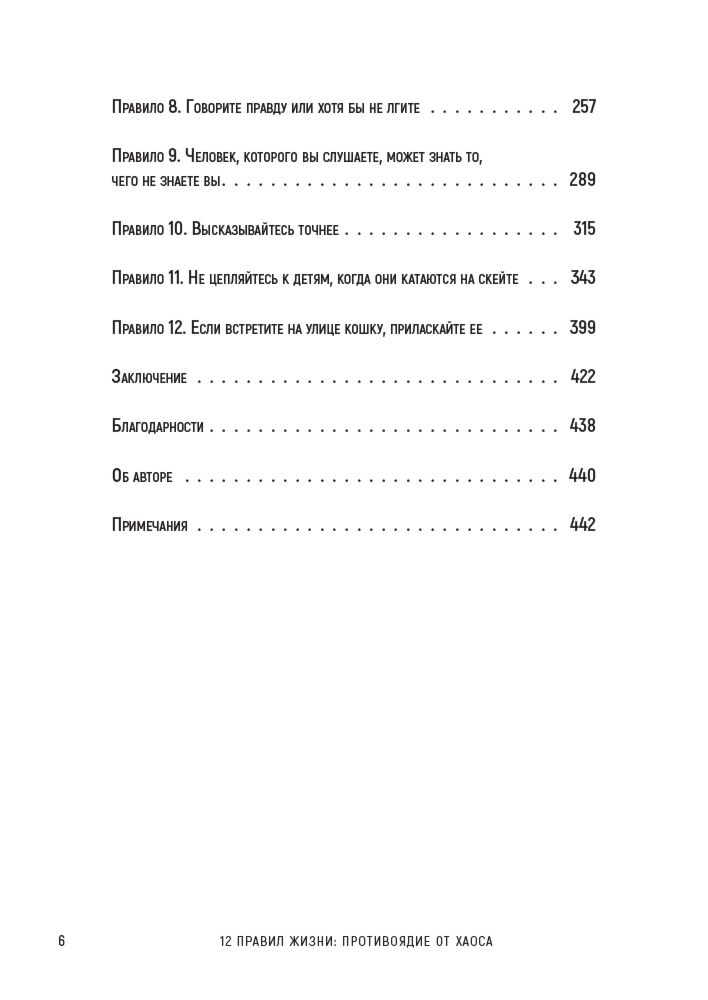 Правило 8. Говорите правду или хотя бы не лгите . . . . . . . . . . . 257
Правило 9. Человек, которого вы слушаете, может знать то,
чего не знаете вы. . . . . . . . . . . . . . . . . . . . . . . . . . . . 289
Правило 10. Высказывайтесь точнее . . . . . . . . . . . . . . . . . . 315
Правило 11. Не цепляйтесь к детям, когда они катаются на скейте . . . 343
Правило 12. Если встретите на улице кошку, приласкайте ее . . . . . . 399
Заключение . . . . . . . . . . . . . . . . . . . . . . . . . . . . . . 422
Благодарности . . . . . . . . . . . . . . . . . . . . . . . . . . . . . 438
Об авторе . . . . . . . . . . . . . . . . . . . . . . . . . . . . . . . 440
Примечания . . . . . . . . . . . . . . . . . . . . . . . . . . . . . . 442
6 12 ПРАВИЛ ЖИЗНИ: ПРОТИВОЯДИЕ ОТ ХАОСА